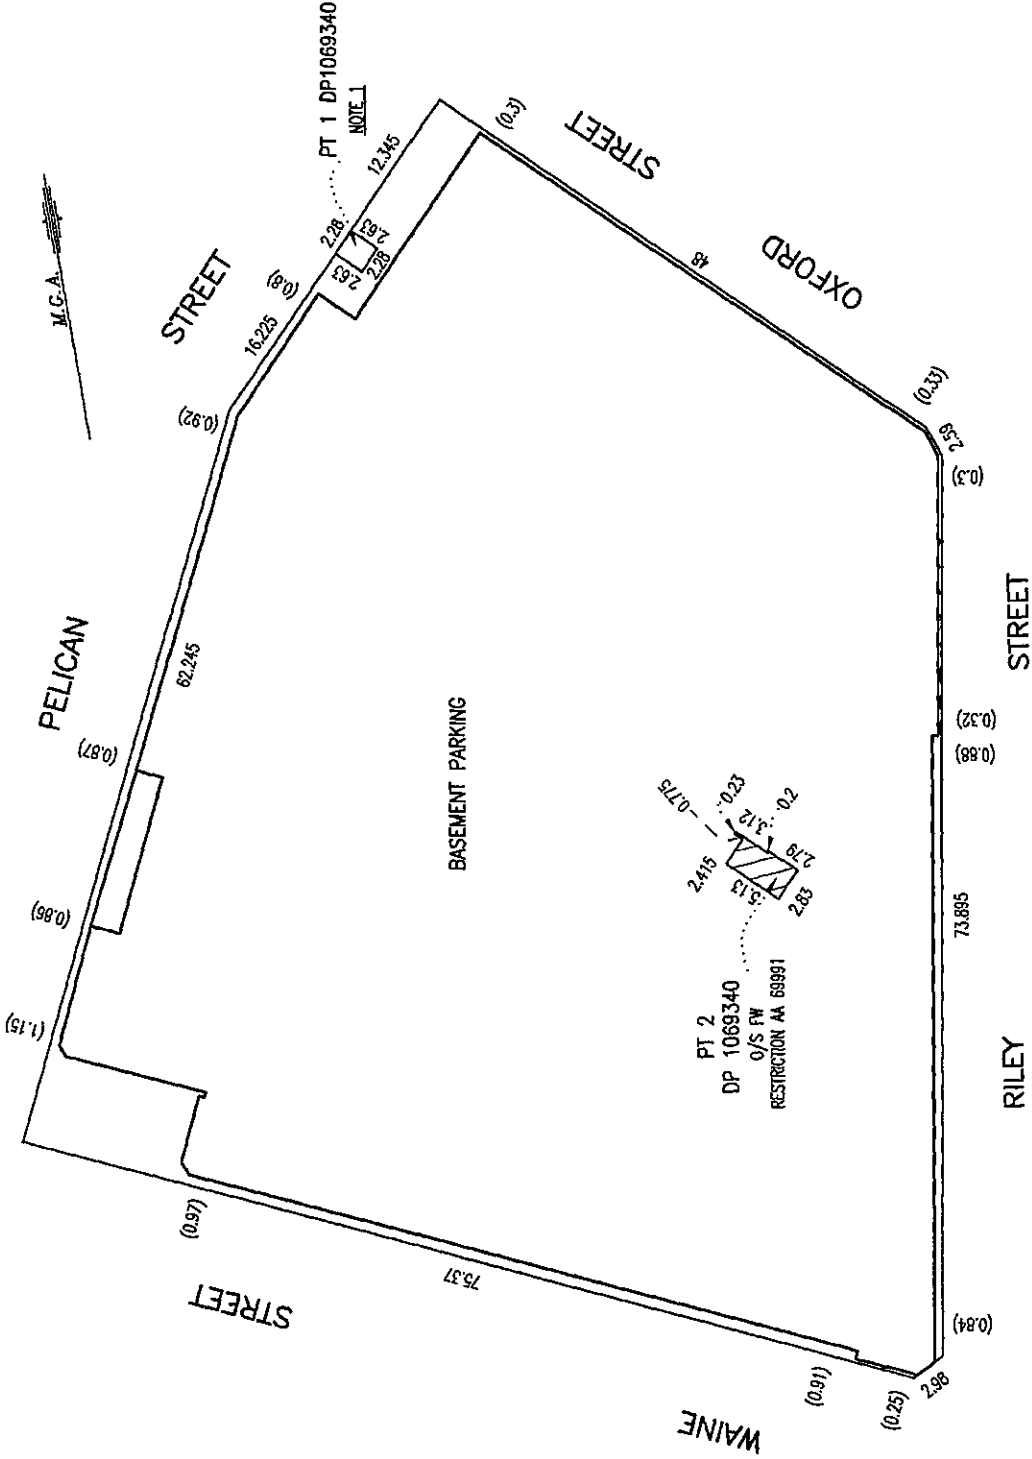 PT 1 DP1069340
NOTE 1
M.G.A.
STREET
12.345
(0.3)
STREET
2.28
2.63
2.63
2.28
(0.8)
16.225
OXFORD
48
(0.92)
(0.33)
2.59
(0.3)
PELICAN
62.245
(0.87)
STREET
BASEMENT PARKING
(0.32)
(0.88)
0.775
0.23
3.12
0.2
2.415
2.79
5.13
2.83
(0.86)
73.895
PT 2
DP 1069340
O/S FW
RESTRICTION AA 69991
(1.15)
RILEY
(0.97)
75.37
STREET
(0.84)
(0.91)
(0.25)
2.98
WAINE